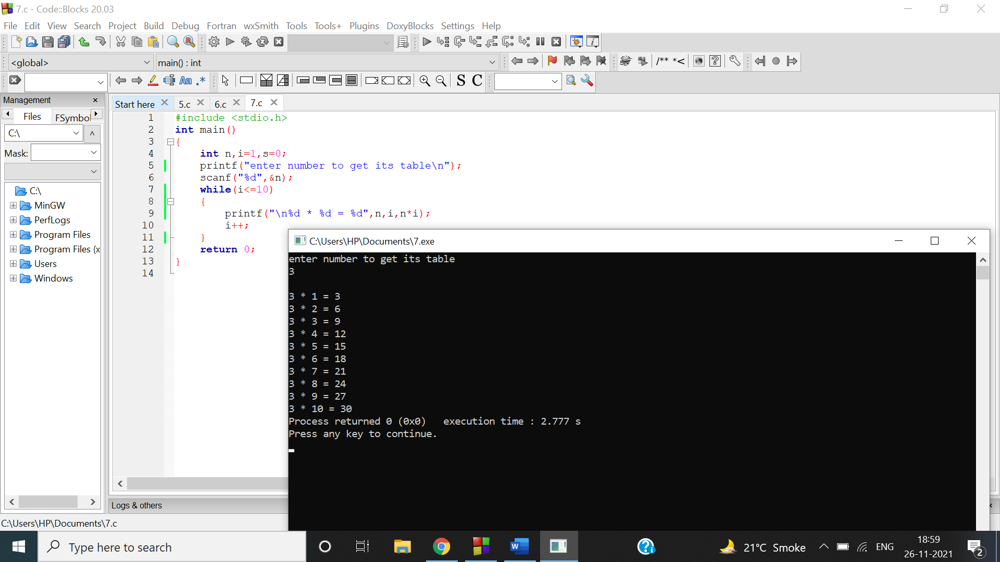 7.c - Code::Blocks 20.03
File Edit View Search Project Build Debug Fortran wxSmith Tools Tools+ Plugins DoxyBlocks Settings Help
<global>
main() : int
/** *<
Aa .*
S C
Management
Files FSymbol
C:\
Mask:
C:\
MinGW
PerfLogs
Program Files
Program Files (x
Users
Windows
Start here 5.c 6.c 7.c
1 #include <stdio.h>
2 int main()
3 {
4 int n,i=1,s=0;
5 printf("enter number to get its table\n");
6 scanf("%d",&n);
7 while(i<=10)
8 {
9 printf("\n%d * %d = %d",n,i,n*i);
10 i++;
11 }
12 return 0;
13 }
14
C:\Users\HP\Documents\7.exe
enter number to get its table
3
3 * 1 = 3
3 * 2 = 6
3 * 3 = 9
3 * 4 = 12
3 * 5 = 15
3 * 6 = 18
3 * 7 = 21
3 * 8 = 24
3 * 9 = 27
3 * 10 = 30
Process returned 0 (0x0)   execution time : 2.777 s
Press any key to continue.
Logs & others
C:\Users\HP\Documents\7.c
Type here to search
21°C Smoke
ENG
18:59
26-11-2021
2